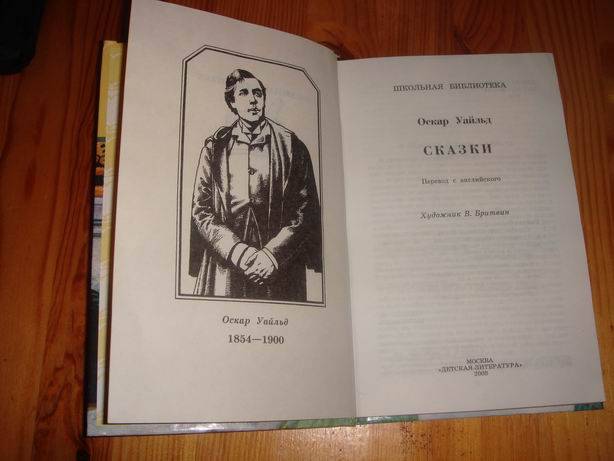 Оскар Уайльд
1854—1900
ШКОЛЬНАЯ БИБЛИОТЕКА
Оскар Уайльд
СКАЗКИ
Перевод с английского
Художник В. Бритвин
МОСКВА
«ДЕТСКАЯ ЛИТЕРАТУРА»